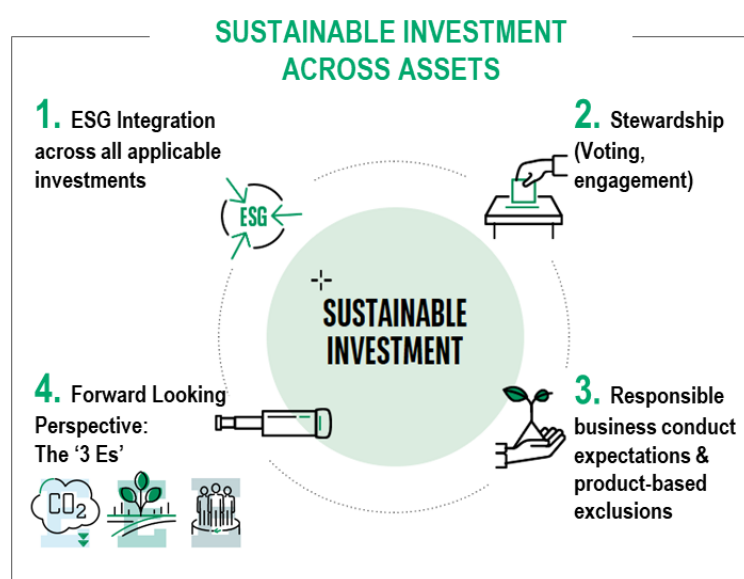 SUSTAINABLE INVESTMENT
ACROSS ASSETS
1. ESG Integration
across all applicable
investments
ESG
2. Stewardship
(Voting,
engagement)
SUSTAINABLE
INVESTMENT
4. Forward Looking
Perspective:
The ‘3 Es’
CO2
3. Responsible
business conduct
expectations &
product-based
exclusions